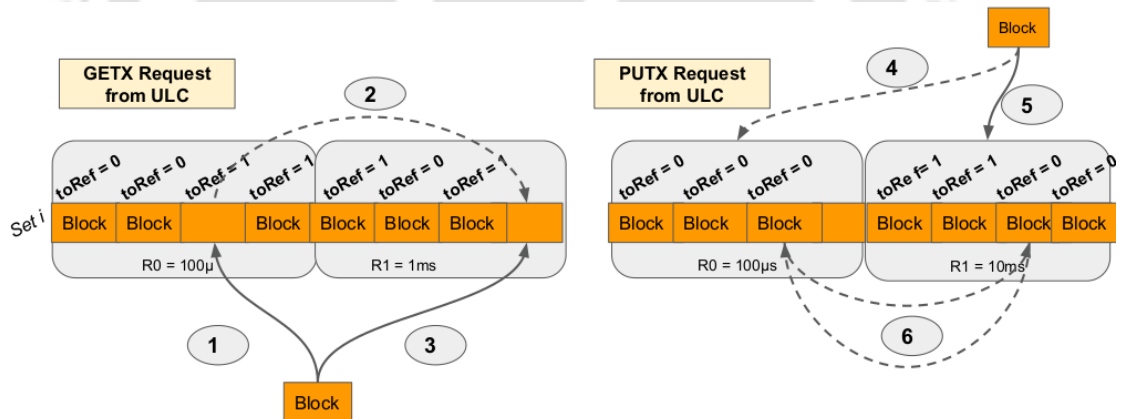 Block
GETX Request
from ULC
PUTX Request
from ULC
4
2
5
toRef = 0
toRef = 0
toRef = 1
toRef = 1
toRef = 1
toRef = 0
toRef = 1
toRef = 0
toRef = 0
toRef = 0
toRe f= 1
toRef = 1
toRef = 0
toRef = 0
Set i
Block
Block
Block
Block
Block
Block
Block
Block
Block
Block
Block
Block
Block
R0 = 100µ
R1 = 1ms
R0 = 100µs
R1 = 10ms
1
3
6
Block